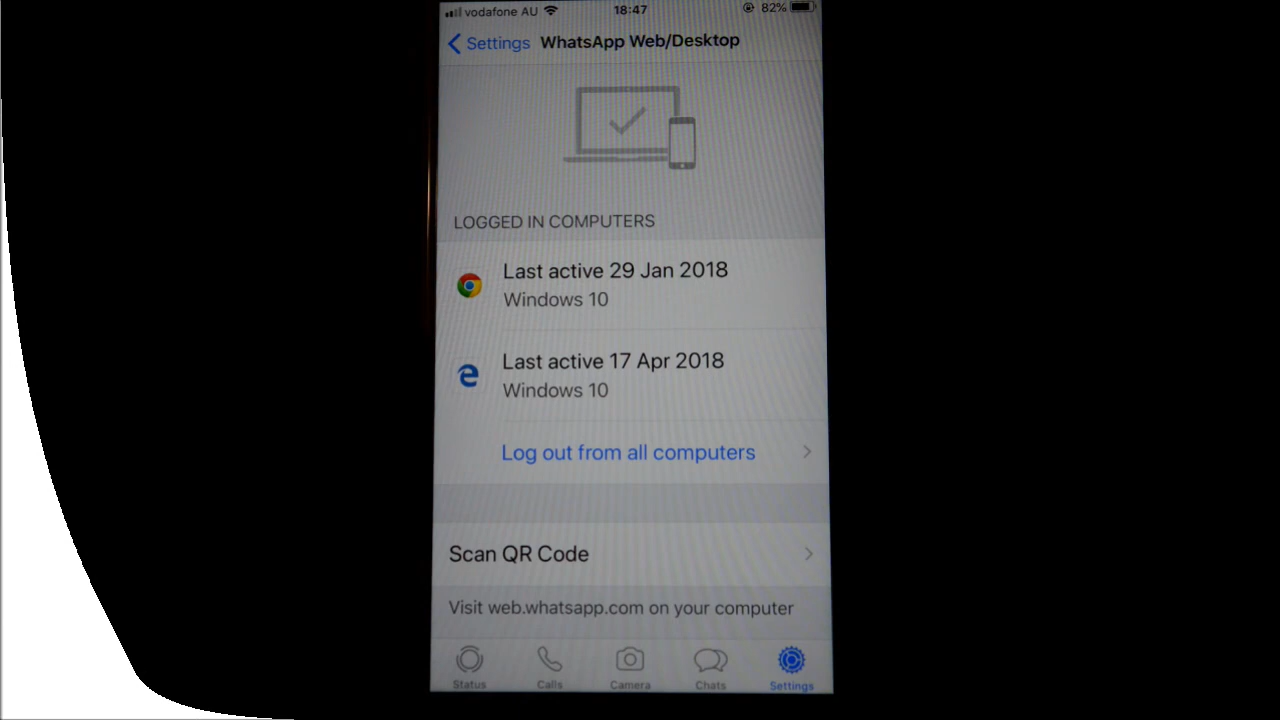 vodafone AU 18:47 82%
Settings WhatsApp Web/Desktop
LOGGED IN COMPUTERS
Last active 29 Jan 2018
Windows 10
Last active 17 Apr 2018
Windows 10
Log out from all computers
Scan QR Code
Visit web.whatsapp.com on your computer
Status Calls Camera Chats Settings